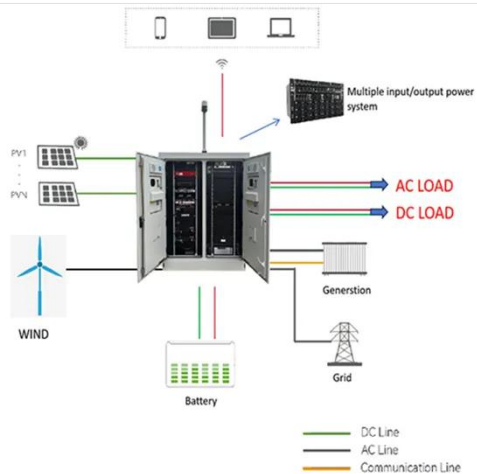 Multiple input/output power
system
PV1
PVN
AC LOAD
DC LOAD
WIND
Generstion
Grid
Battery
DC Line
AC Line
Communication Line